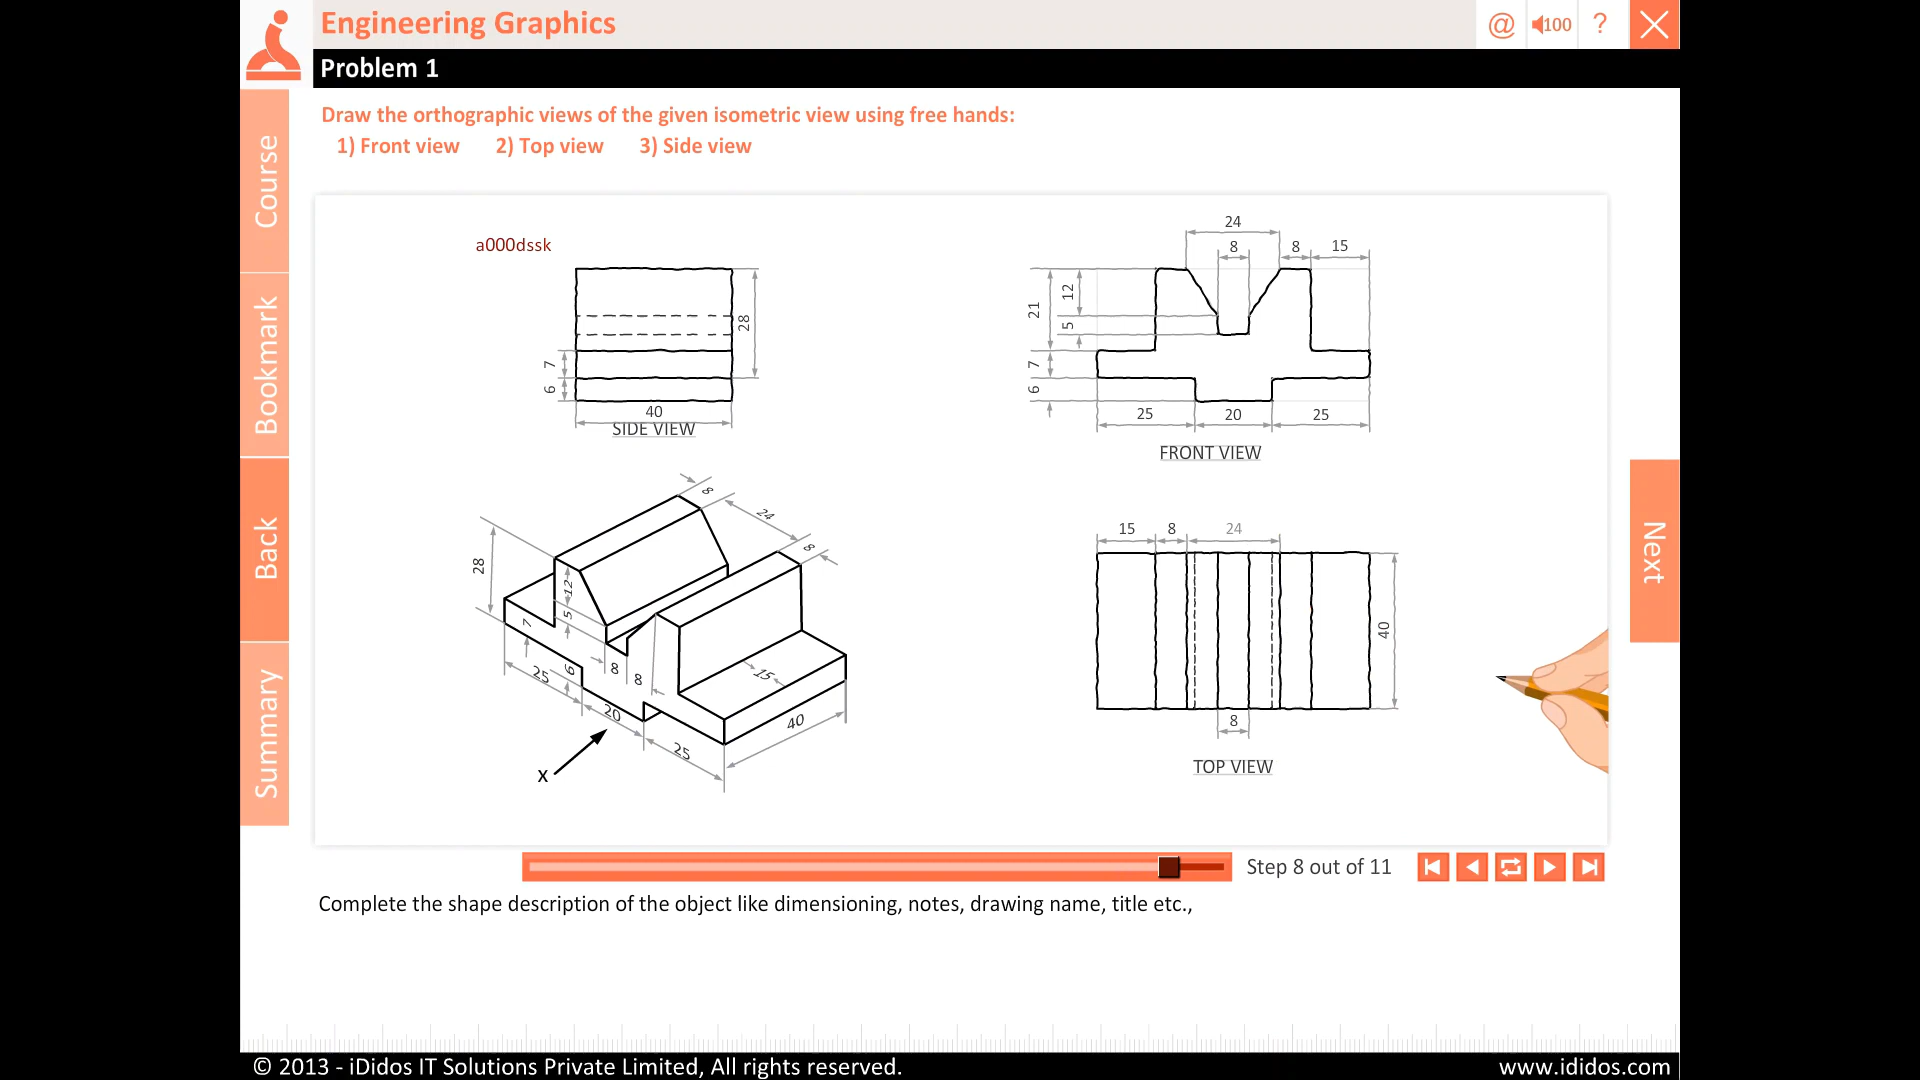 Engineering Graphics
@ 100 ?
Problem 1
Draw the orthographic views of the given isometric view using free hands:
1) Front view 2) Top view 3) Side view
Course
Bookmark
Back
Summary
Next
a000dssk
28
7
6
40
SIDE VIEW
24
8 8 15
21
12
5
7
6
25 20 25
FRONT VIEW
8
24
8
28
12
5
7
6
25
8
8
15
20
25
40
X
15 8 24
40
8
TOP VIEW
Step 8 out of 11
Complete the shape description of the object like dimensioning, notes, drawing name, title etc.,
© 2013 - iDidos IT Solutions Private Limited, All rights reserved.
www.ididos.com